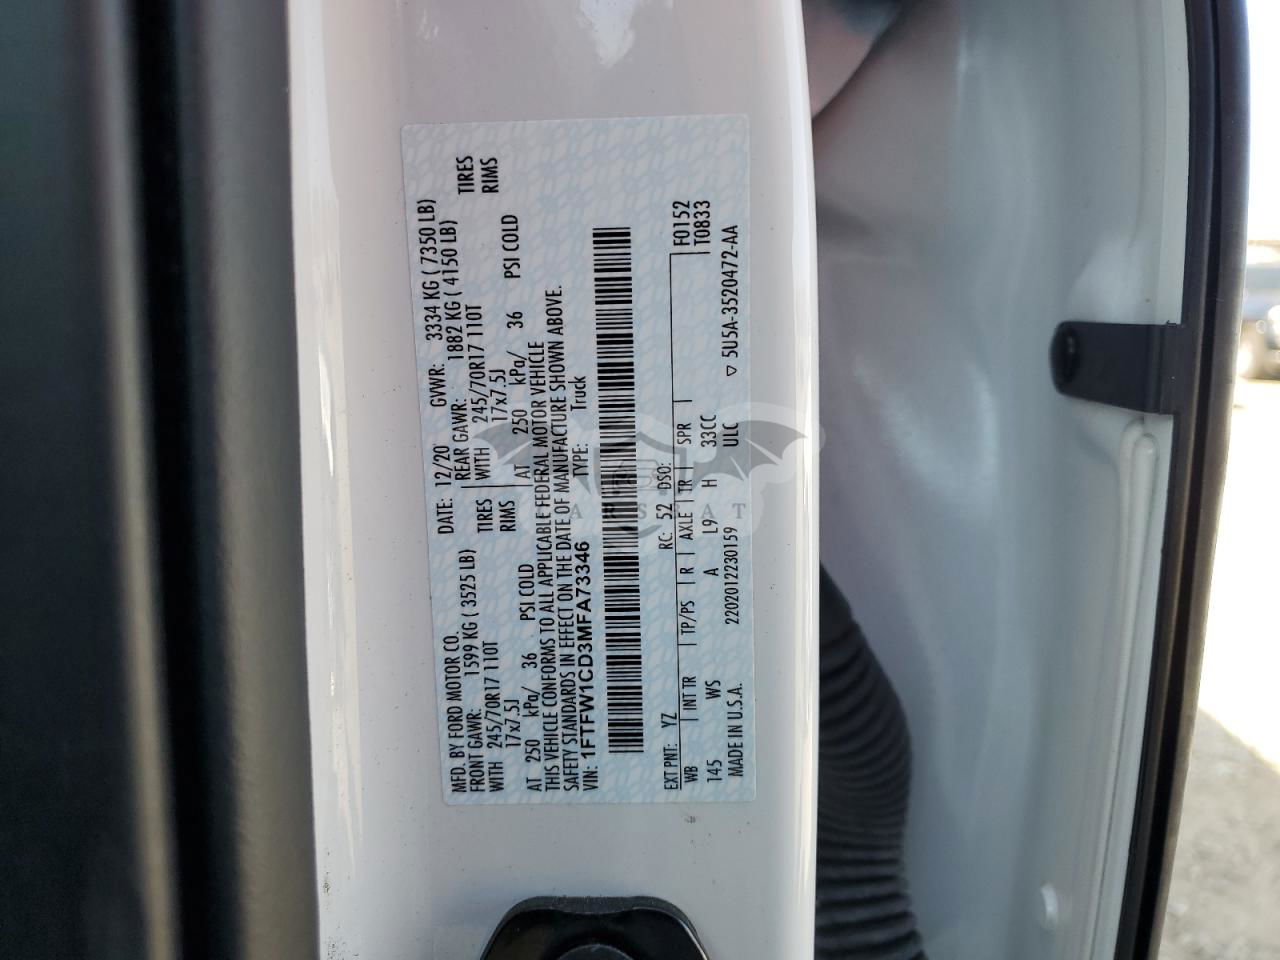 MFD. BY FORD MOTOR CO.
DATE: 12/20 GVWR: 3334 KG ( 7350 LB)
FRONT GAWR: 1599 KG ( 3525 LB)
REAR GAWR: 1882 KG ( 4150 LB)
WITH 245/70R17 110T TIRES
WITH 245/70R17 110T TIRES
17x7.5J RIMS
17x7.5J RIMS
AT 250 kPa/ 36 PSI COLD
AT 250 kPa/ 36 PSI COLD
THIS VEHICLE CONFORMS TO ALL APPLICABLE FEDERAL MOTOR VEHICLE
SAFETY STANDARDS IN EFFECT ON THE DATE OF MANUFACTURE SHOWN ABOVE.
VIN: 1FTFW1CD3MFA73346 TYPE: Truck
EXT PNT: YZ RC: 52 DSO: F0152
WB INT TR TP/PS R AXLE TR SPR T0833
145 WS A L9 H 33CC
MADE IN U.S.A. 2202012230159 ULC ▽ 5U5A-3520472-AA
ARSBAT